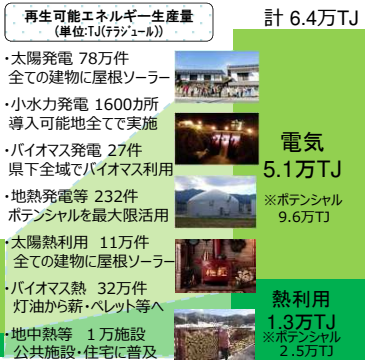 再生可能エネルギー生産量
(単位:TJ(テラジュール))
計 6.4万TJ
・太陽発電 78万件
全ての建物に屋根ソーラー
・小水力発電 1600カ所
導入可能地全てで実施
・バイオマス発電 27件
県下全域でバイオマス利用
・地熱発電等 232件
ポテンシャルを最大限活用
・太陽熱利用 11万件
全ての建物に屋根ソーラー
・バイオマス熱 32万件
灯油から薪・ペレット等へ
・地中熱等 1万施設
公共施設・住宅に普及
電気
5.1万TJ
※ポテンシャル
9.6万TJ
熱利用
1.3万TJ
※ポテンシャル
2.5万TJ